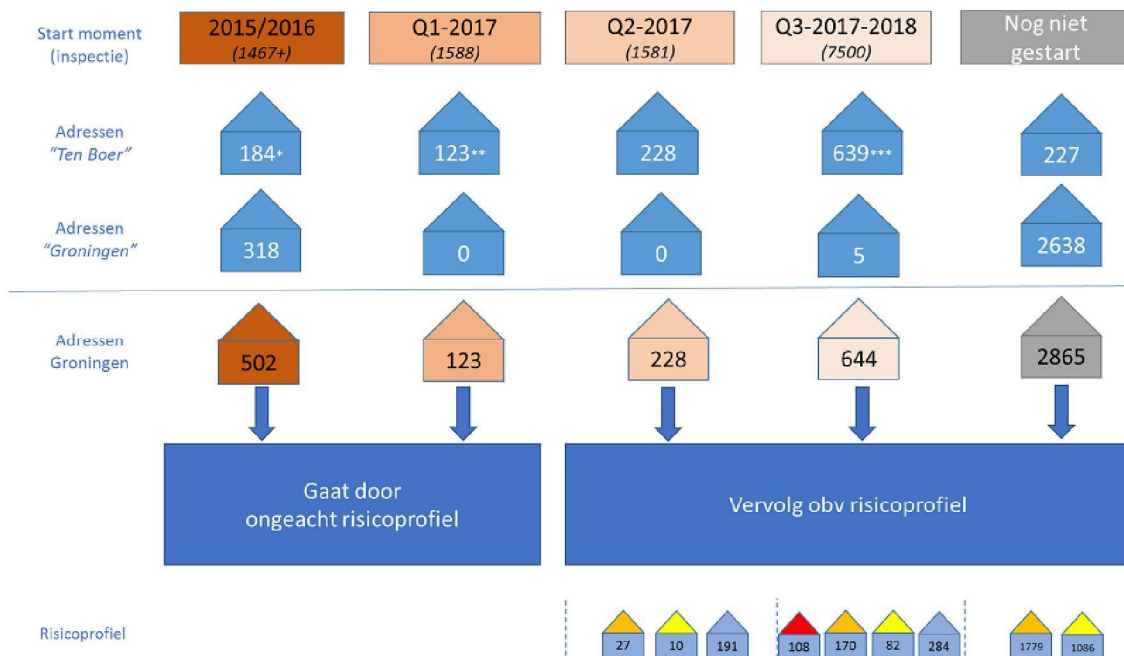 Start moment
(inspectie)
2015/2016
(1467+)
Q1-2017
(1588)
Q2-2017
(1581)
Q3-2017-2018
(7500)
Nog niet
gestart
Adressen
"Ten Boer"
184*
123**
228
639***
227
Adressen
"Groningen"
318
0
0
5
2638
Adressen
Groningen
502
123
228
644
2865
Gaat door
ongeacht risicoprofiel
Vervolg obv risicoprofiel
Risicoprofiel
27
10
191
108
170
82
284
1779
1086